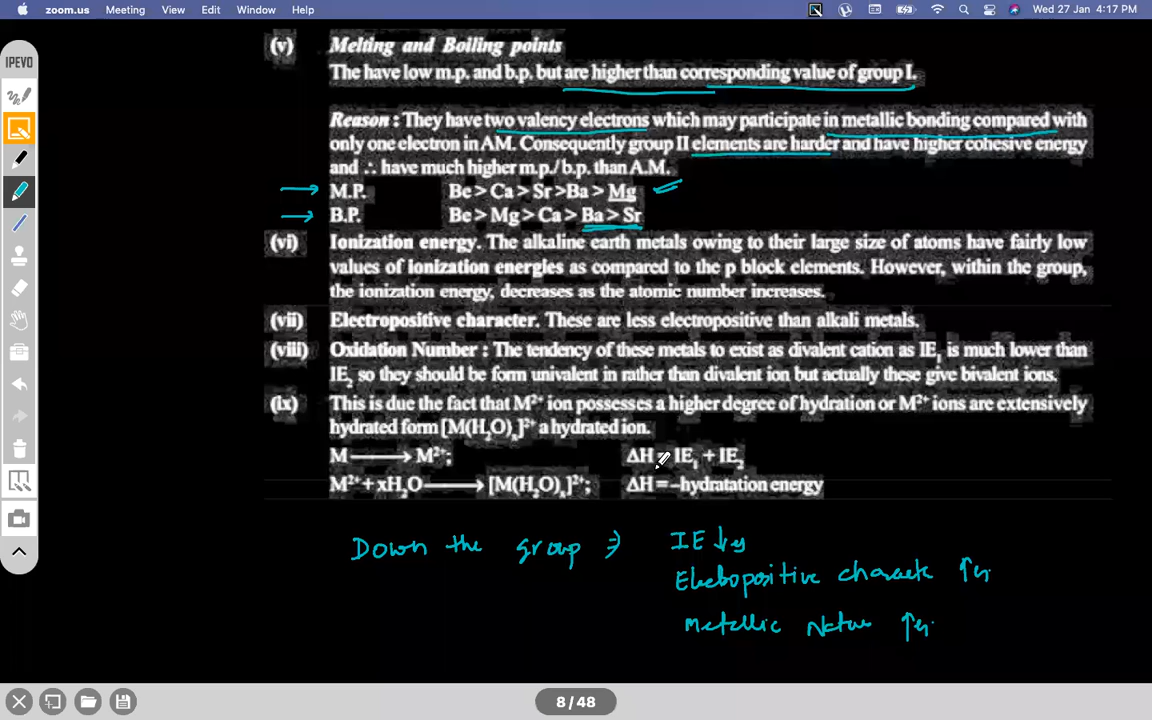 zoom.us Meeting View Edit Window Help Wed 27 Jan 4:17 PM
IPEVO
(v) Melting and Boiling points
The have low m.p. and b.p. but are higher than corresponding value of group I.
Reason : They have two valency electrons which may participate in metallic bonding compared with
only one electron in AM. Consequently group II elements are harder and have higher cohesive energy
and ∴ have much higher m.p./ b.p. than A.M.
M.P. Be > Ca > Sr >Ba > Mg
B.P. Be > Mg > Ca > Ba > Sr
(vi) Ionization energy. The alkaline earth metals owing to their large size of atoms have fairly low
values of ionization energies as compared to the p block elements. However, within the group,
the ionization energy, decreases as the atomic number increases.
(vii) Electropositive character. These are less electropositive than alkali metals.
(viii) Oxidation Number : The tendency of these metals to exist as divalent cation as IE₁ is much lower than
IE₂ so they should be form univalent in rather than divalent ion but actually these give bivalent ions.
(ix) This is due the fact that M²⁺ ion possesses a higher degree of hydration or M²⁺ ions are extensively
hydrated form [M(H₂O)ₓ]²⁺ a hydrated ion.
M ⟶ M²⁺; ΔH = IE₁ + IE₂
M²⁺ + xH₂O ⟶ [M(H₂O)ₓ]²⁺; ΔH = –hydratation energy
Down the group ⇒ IE ↓es
Electropositive character ↑es
Metallic Nature ↑es
8 / 48